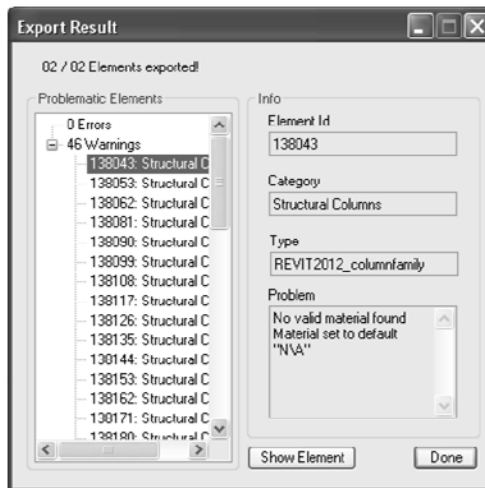 Export Result
02 / 02 Elements exported!
Problematic Elements
0 Errors
46 Warnings
138043: Structural C
138053: Structural C
138062: Structural C
138081: Structural C
138090: Structural C
138099: Structural C
138108: Structural C
138117: Structural C
138126: Structural C
138135: Structural C
138144: Structural C
138153: Structural C
138162: Structural C
138171: Structural C
138180: Structural C
Info
Element Id
138043
Category
Structural Columns
Type
REVIT2012_columnfamily
Problem
No valid material found
Material set to default
"N\A"
Show Element
Done